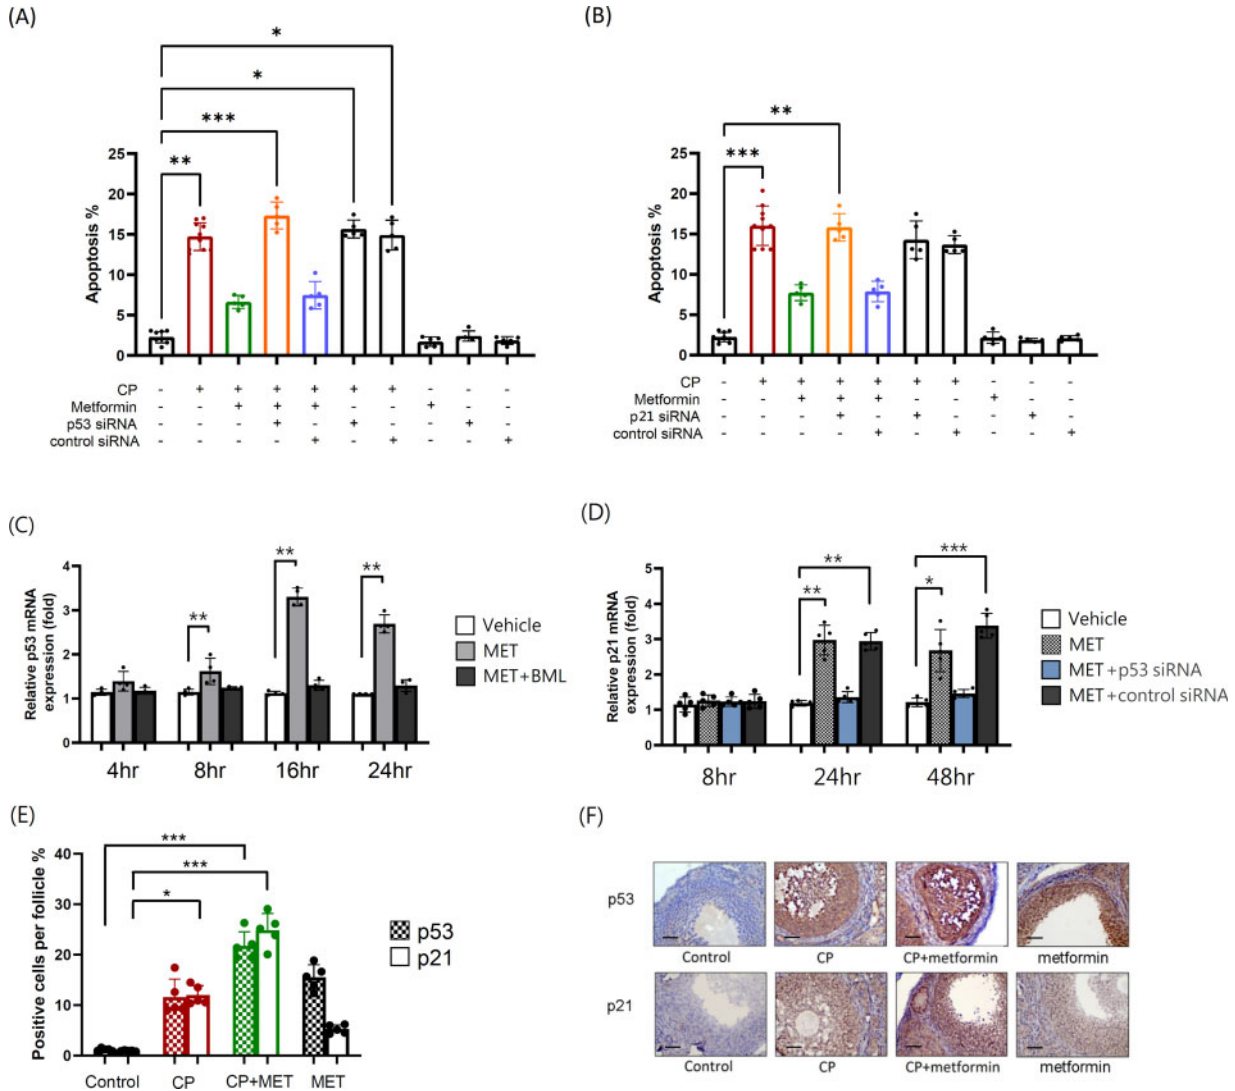 (A)
(B)
*
*
***
**
**
***
Apoptosis %
25
20
15
10
5
0
CP - + + + + + + - - -
Metformin - - + + + - - + - -
p53 siRNA - - - + - + - - + -
control siRNA - - - - + - + - - +
Apoptosis %
25
20
15
10
5
0
CP - + + + + + + - - -
Metformin - - + + + - - + - -
p21 siRNA - - - + - + - - + -
control siRNA - - - - + - + - - +
(C)
Relative p53 mRNA
expression (fold)
4
3
2
1
0
**
**
**
4hr 8hr 16hr 24hr
Vehicle
MET
MET+BML
(D)
Relative p21 mRNA
expression (fold)
5
4
3
2
1
0
**
**
***
*
8hr 24hr 48hr
Vehicle
MET
MET+p53 siRNA
MET+control siRNA
(E)
Positive cells per follicle %
40
30
20
10
0
***
***
*
Control CP CP+MET MET
p53
p21
(F)
p53
Control CP CP+metformin metformin
p21
Control CP CP+metformin metformin